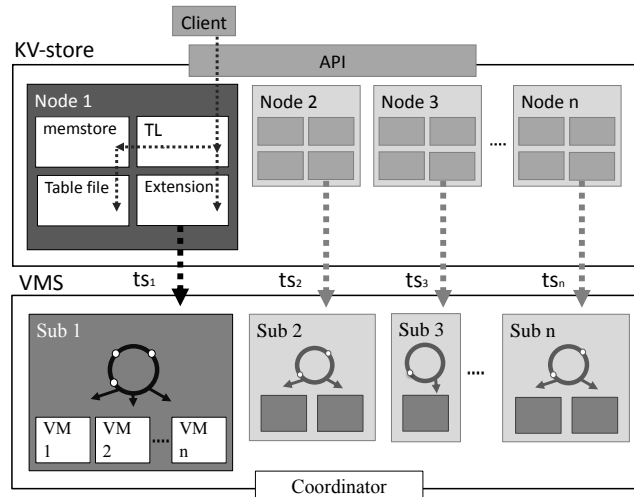 Client
KV-store
API
Node 1
Node 2
Node 3
Node n
memstore
TL
....
Table file
Extension
ts1
ts2
ts3
tsn
VMS
Sub 1
Sub 2
Sub 3
Sub n
....
VM
1
VM
2
....
VM
n
Coordinator